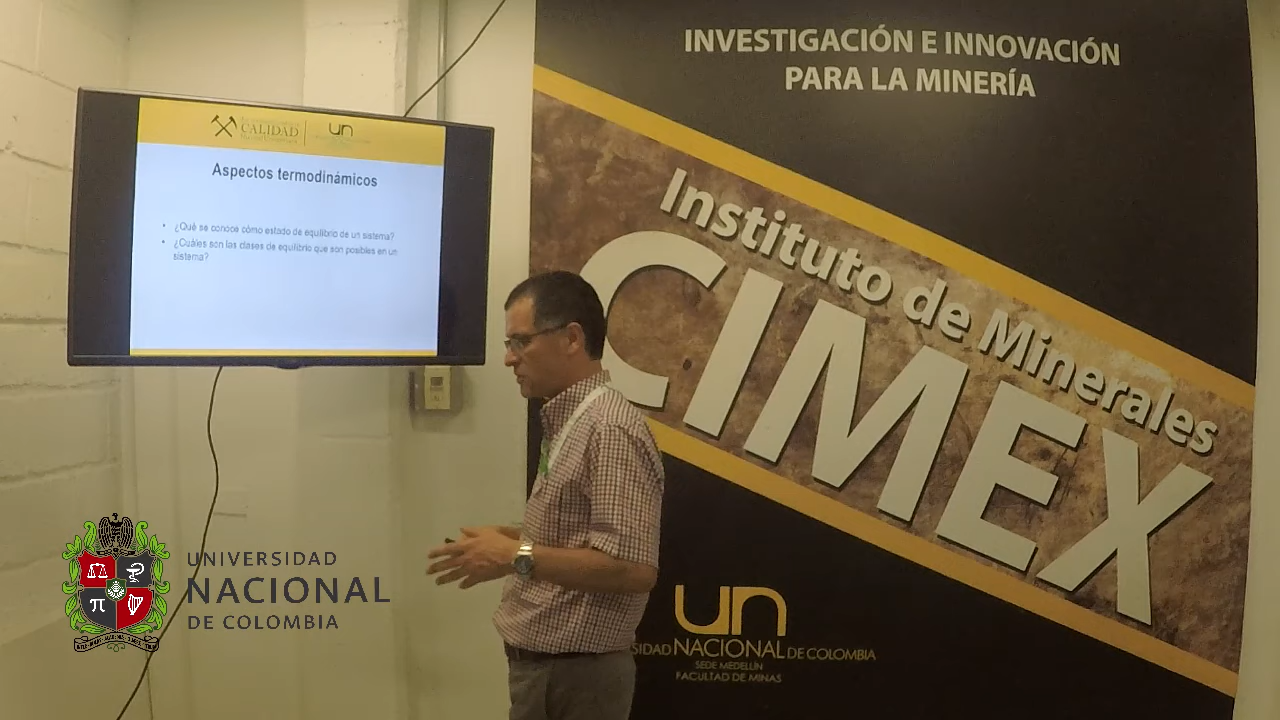 INVESTIGACIÓN E INNOVACIÓN
PARA LA MINERÍA
CALIDAD
un
Aspectos termodinámicos
• ¿Qué se conoce cómo estado de equilibrio de un sistema?
• ¿Cuáles son las clases de equilibrio que son posibles en un
sistema?
Instituto de Minerales
CIMEX
UNIVERSIDAD
NACIONAL
DE COLOMBIA
un
NACIONAL DE COLOMBIA
SEDE MEDELLÍN
FACULTAD DE MINAS